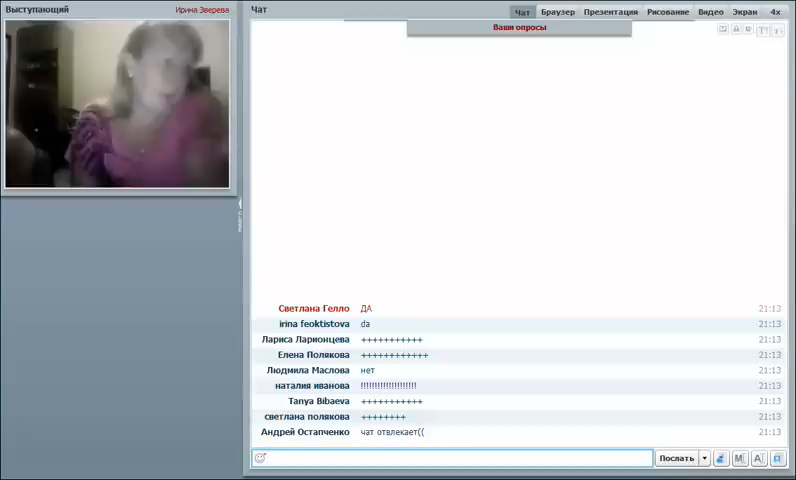 Выступающий Ирина Зверева
Чат
Чат Браузер Презентация Рисование Видео Экран 4x
Ваши опросы
Светлана Гелло ДА 21:13
irina feoktistova da 21:13
Лариса Ларионцева +++++++++++ 21:13
Елена Полякова ++++++++++++ 21:13
Людмила Маслова нет 21:13
наталия иванова !!!!!!!!!!!!!!!!!!!! 21:13
Tanya Bibaeva +++++++++++ 21:13
светлана полякова ++++++++ 21:13
Андрей Остапченко чат отвлекает(( 21:13
Послать